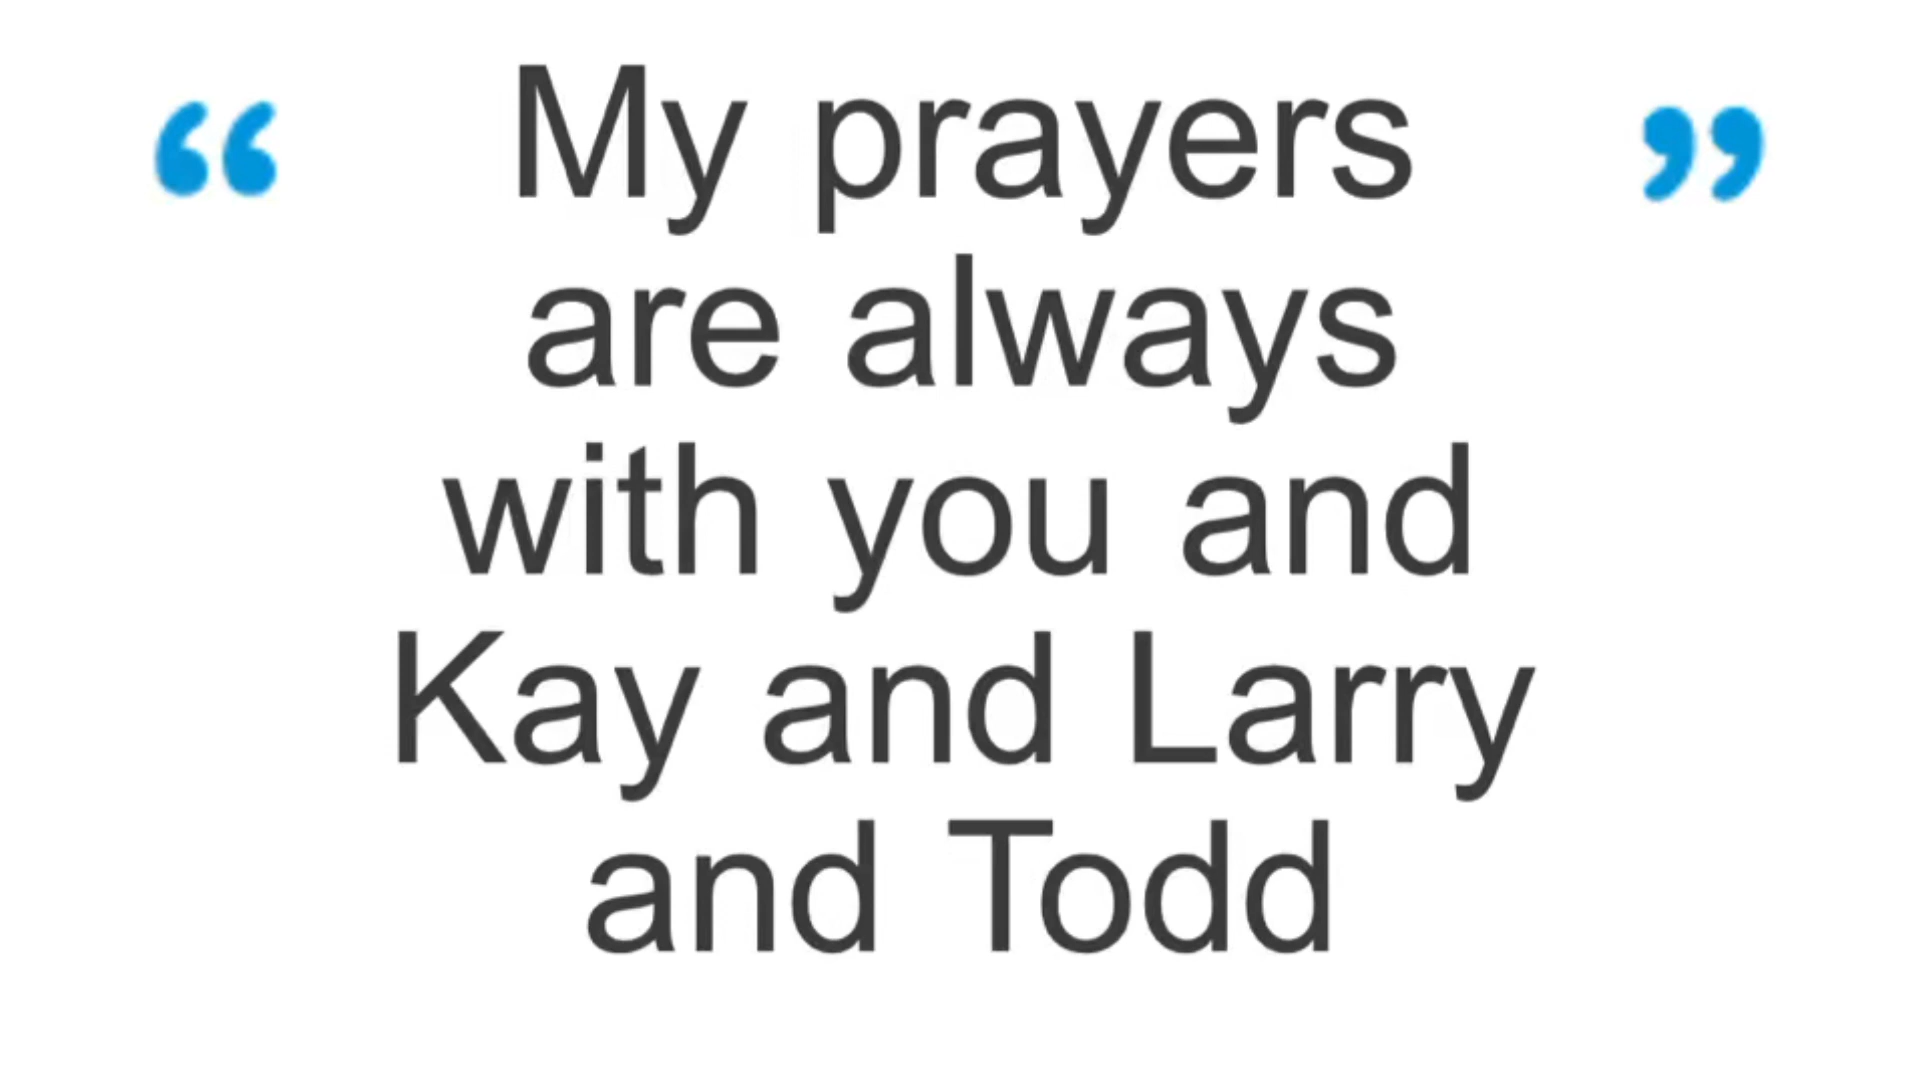 “ My prayers ”
are always
with you and
Kay and Larry
and Todd